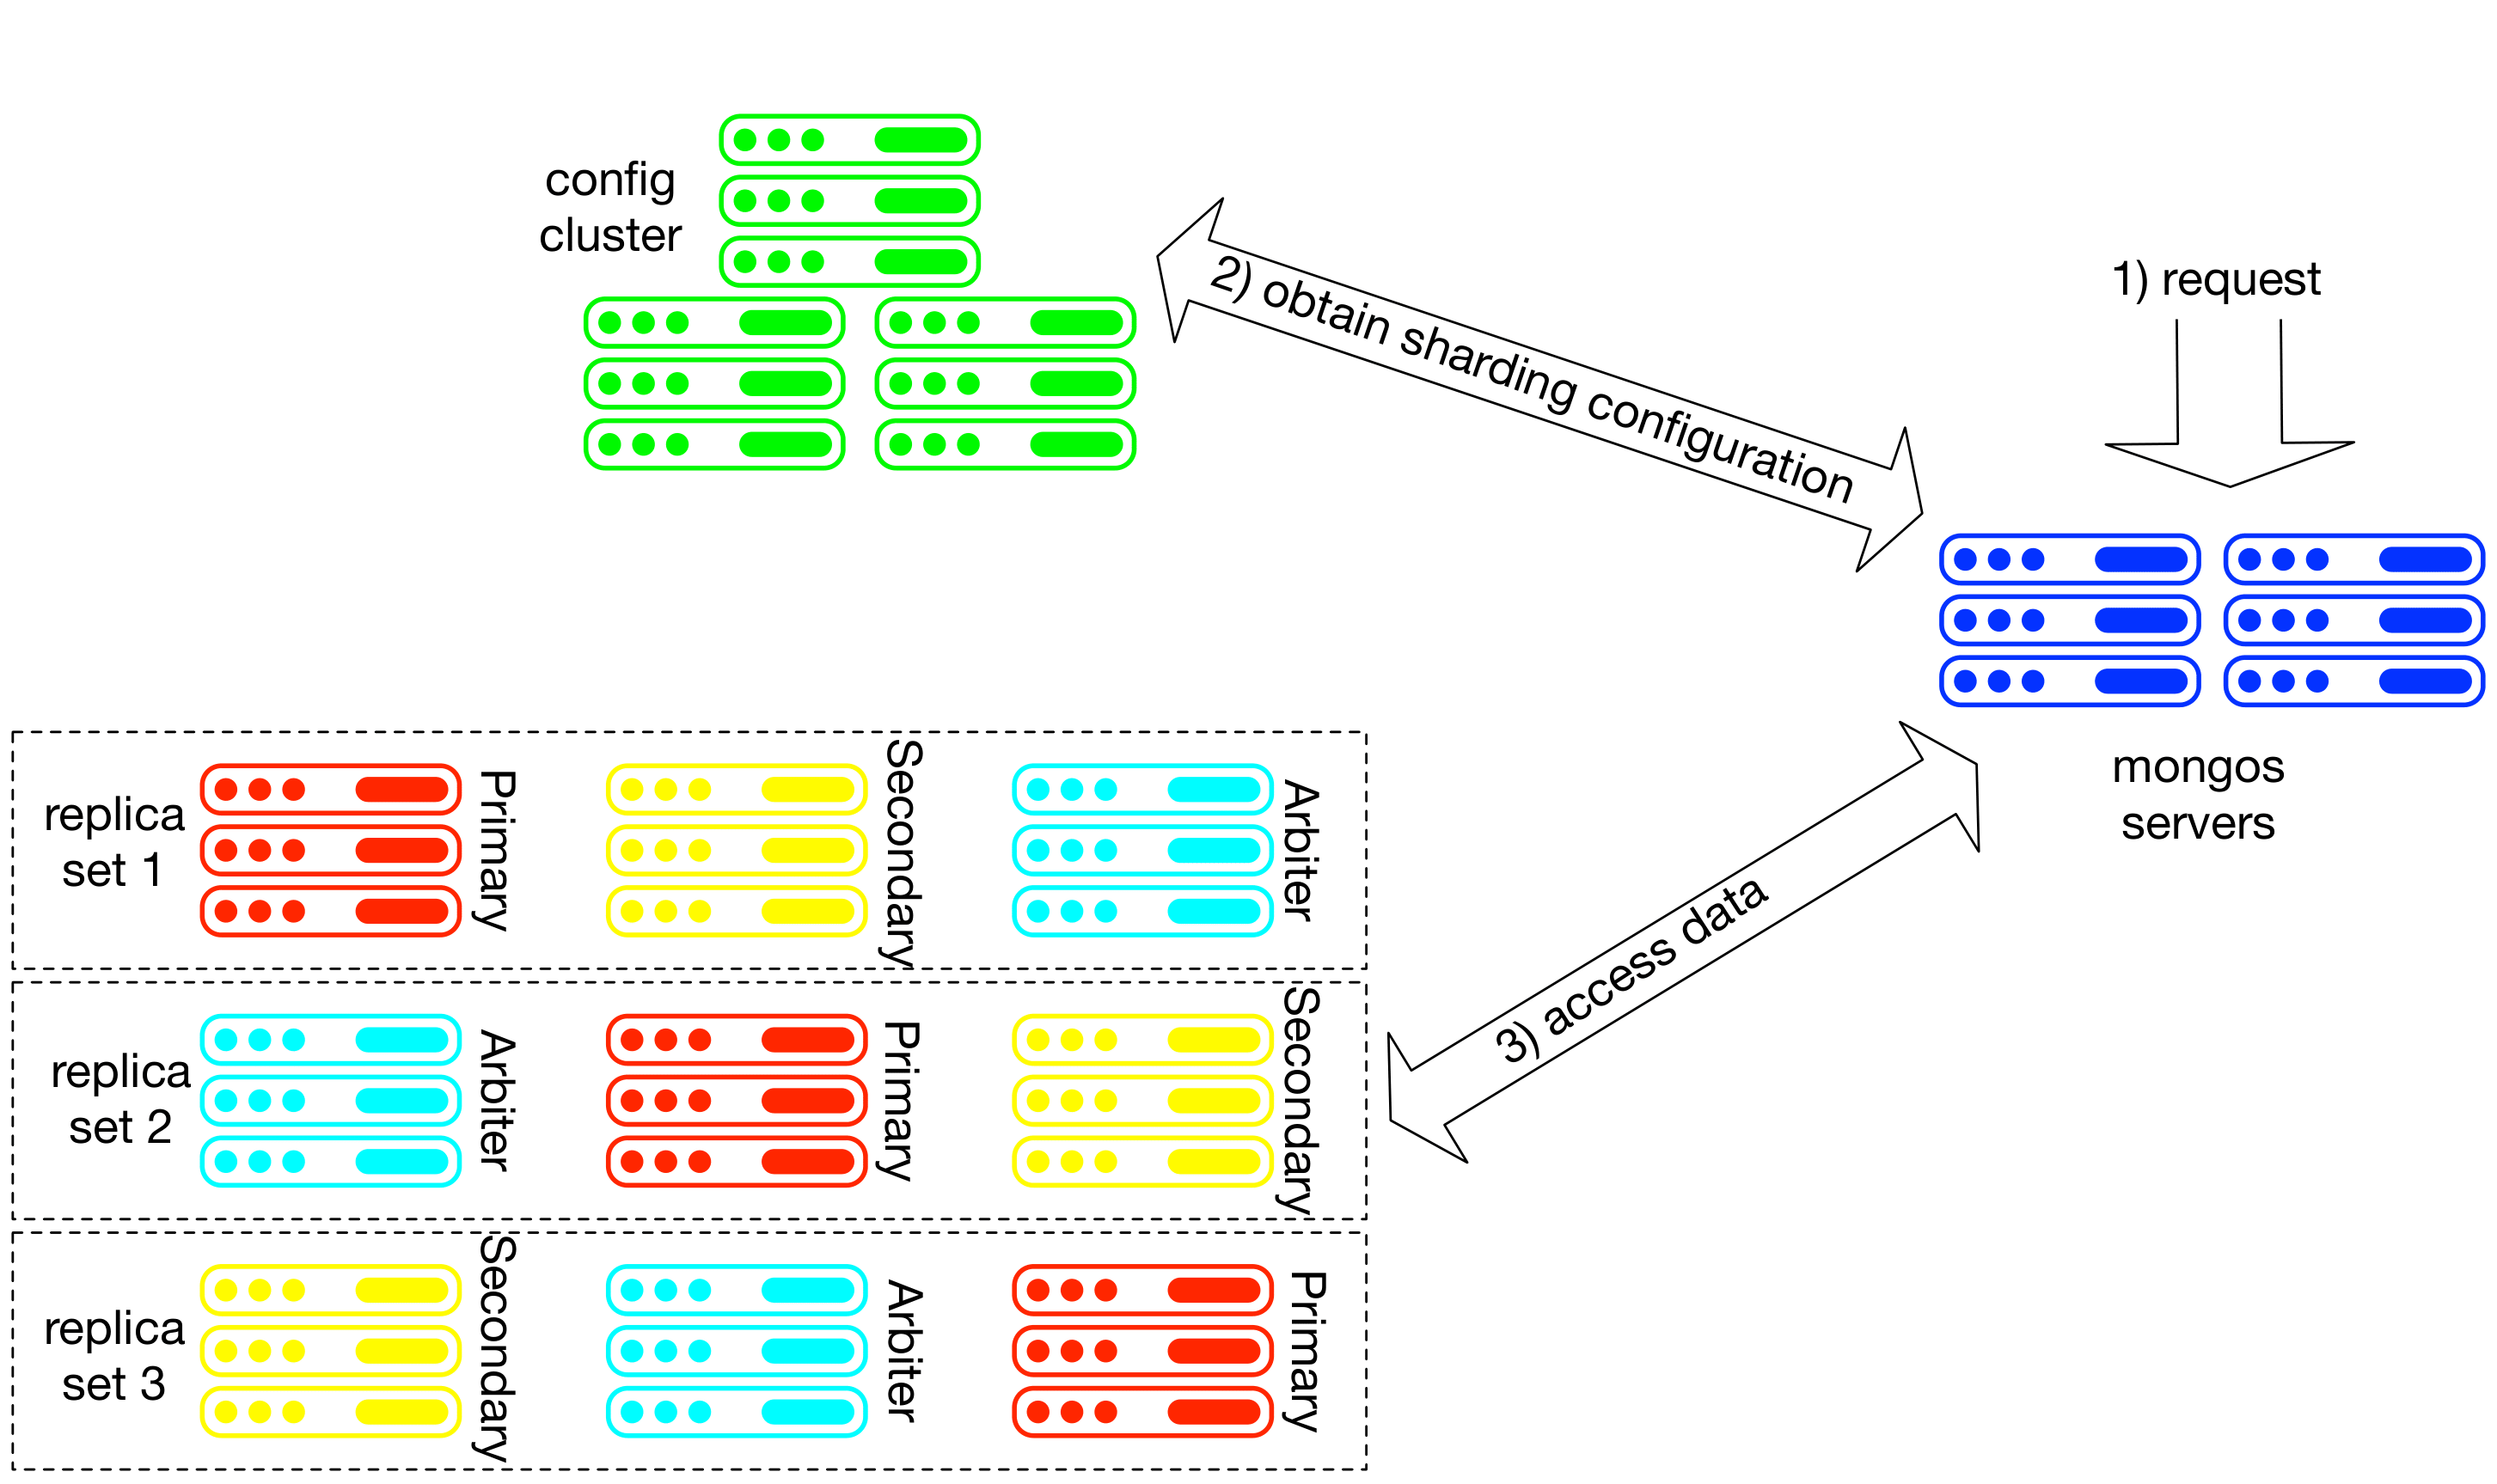 config
cluster
2) obtain sharding configuration
1) request
mongos
servers
3) access data
replica
set 1
Primary
Secondary
Arbiter
replica
set 2
Arbiter
Primary
Secondary
replica
set 3
Secondary
Arbiter
Primary